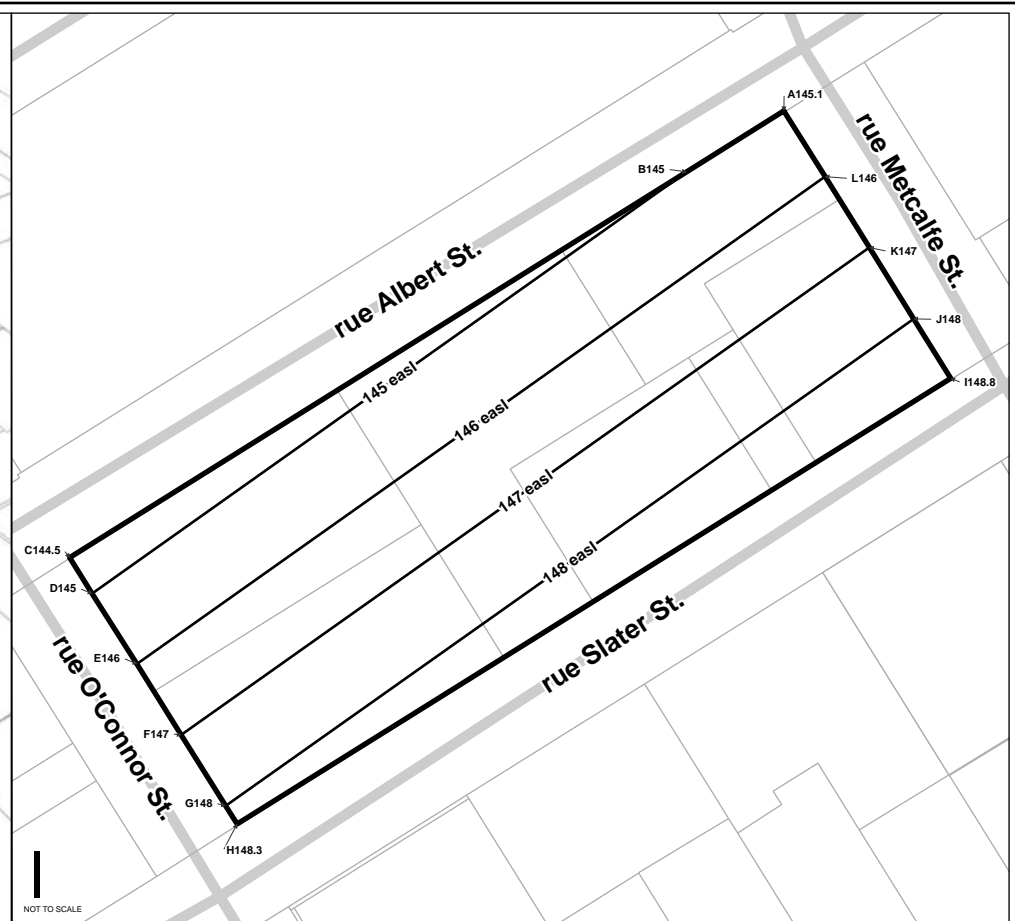 A145.1
B145
L146
rue Metcalfe St.
K147
rue Albert St.
J148
I148.8
145 easl
146 easl
147 easl
148 easl
C144.5
D145
E146
rue O'Connor St.
F147
rue Slater St.
G148
H148.3
NOT TO SCALE